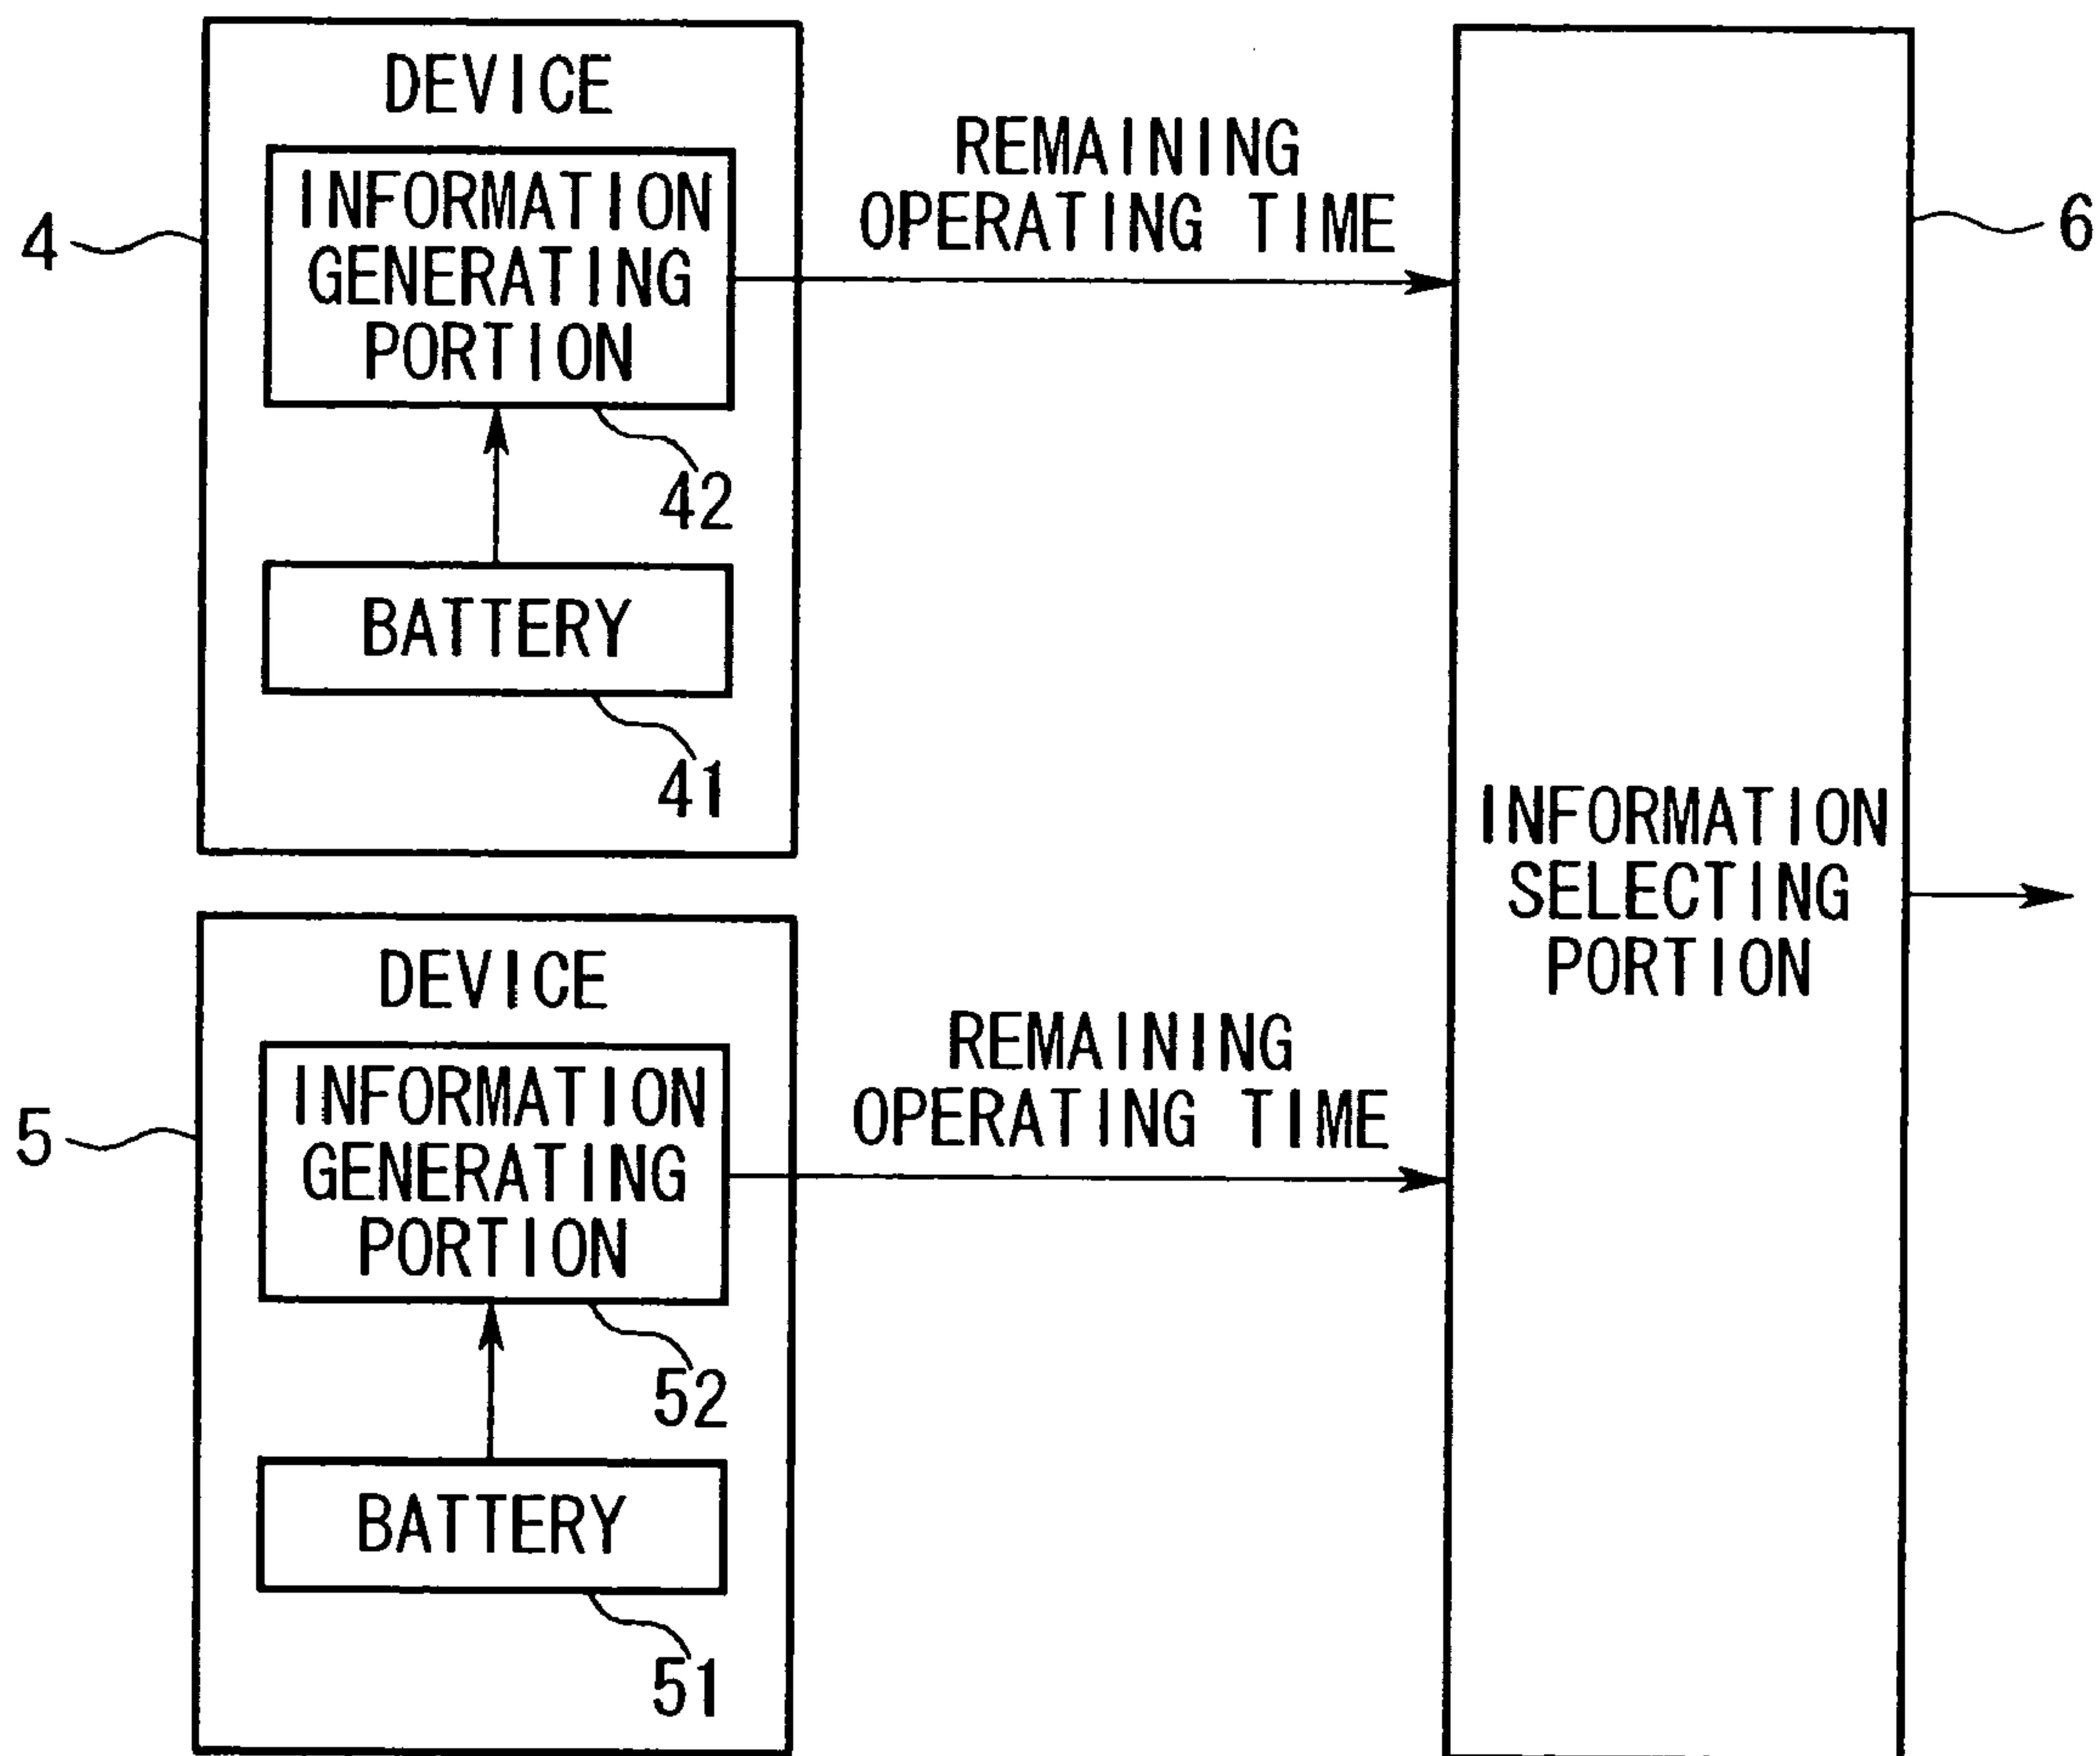 DEVICE
INFORMATION
GENERATING
PORTION
42
BATTERY
41
4
REMAINING
OPERATING TIME
6
DEVICE
INFORMATION
GENERATING
PORTION
52
BATTERY
51
5
REMAINING
OPERATING TIME
INFORMATION
SELECTING
PORTION